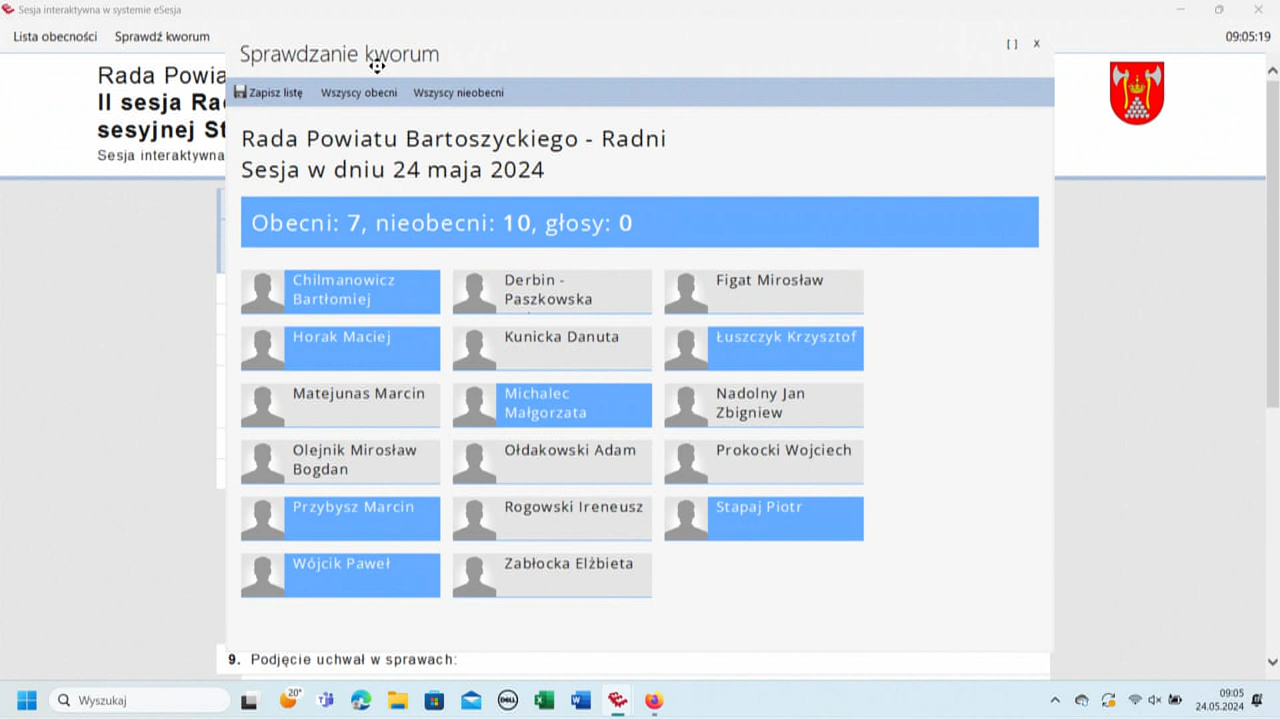 Sesja interaktywna w systemie eSesja
Lista obecności Sprawdź kworum
09:05:19
Sprawdzanie kworum
[ ] x
Zapisz listę Wszyscy obecni Wszyscy nieobecni
Rada Powia
II sesja Ra
sesyjnej St
Sesja interaktywna
Rada Powiatu Bartoszyckiego - Radni
Sesja w dniu 24 maja 2024
Obecni: 7, nieobecni: 10, głosy: 0
Chilmanowicz
Bartłomiej
Derbin -
Paszkowska
Figat Mirosław
Horak Maciej
Kunicka Danuta
Łuszczyk Krzysztof
Matejunas Marcin
Michalec
Małgorzata
Nadolny Jan
Zbigniew
Olejnik Mirosław
Bogdan
Ołdakowski Adam
Prokocki Wojciech
Przybysz Marcin
Rogowski Ireneusz
Stapaj Piotr
Wójcik Paweł
Zabłocka Elżbieta
9. Podjęcie uchwał w sprawach:
Wyszukaj
20°
DELL
09:05
24.05.2024